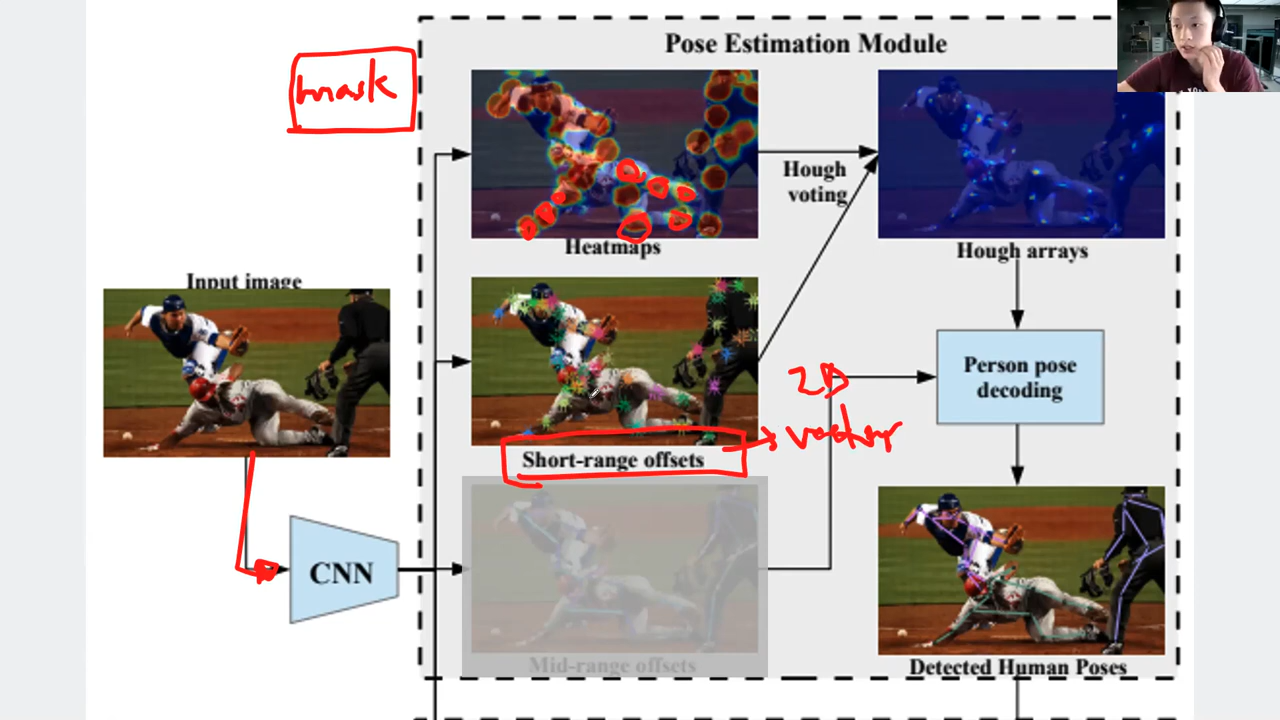 Pose Estimation Module
mask
Hough
voting
Heatmaps
Hough arrays
Input image
Person pose
decoding
2D
vector
Short-range offsets
CNN
Mid-range offsets
Detected Human Poses